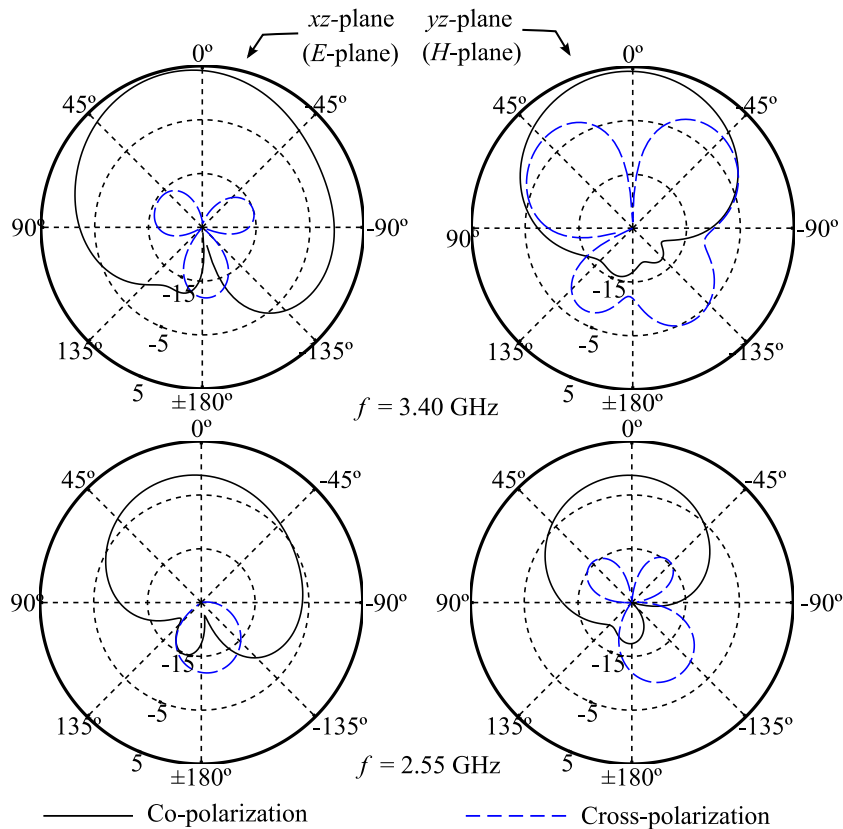 xz-plane yz-plane
(E-plane) (H-plane)
0º 0º
45º -45º 45º -45º
90º -90º 90º -90º
-15 -15
-5 -5
135º -135º 135º -135º
5 5
±180º ±180º
f = 3.40 GHz
0º 0º
45º -45º 45º -45º
90º -90º 90º -90º
-15 -15
-5 -5
135º -135º 135º -135º
5 5
±180º ±180º
f = 2.55 GHz
Co-polarization Cross-polarization